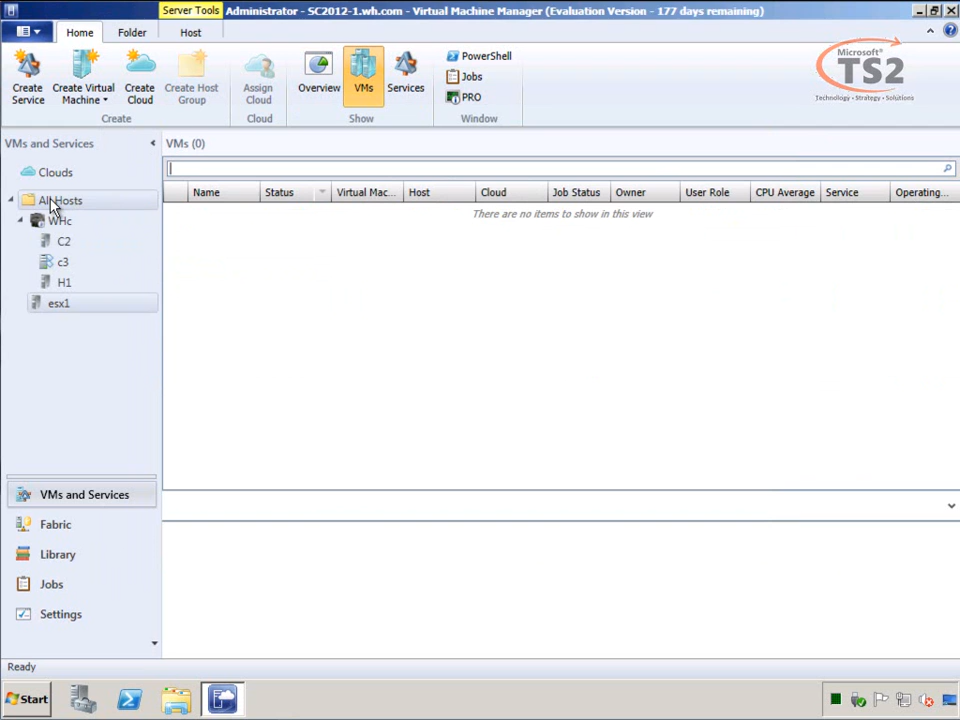 Server Tools
Administrator - SC2012-1.wh.com - Virtual Machine Manager (Evaluation Version - 177 days remaining)
Home
Folder
Host
Create Service
Create Virtual Machine
Create Cloud
Create Host Group
Assign Cloud
Overview
VMs
Services
PowerShell
Jobs
PRO
Create
Cloud
Show
Window
Microsoft®
TS2
Technology • Strategy • Solutions
VMs and Services
VMs (0)
Clouds
All Hosts
WHc
C2
c3
H1
esx1
Name
Status
Virtual Mac...
Host
Cloud
Job Status
Owner
User Role
CPU Average
Service
Operating...
There are no items to show in this view
VMs and Services
Fabric
Library
Jobs
Settings
Ready
Start